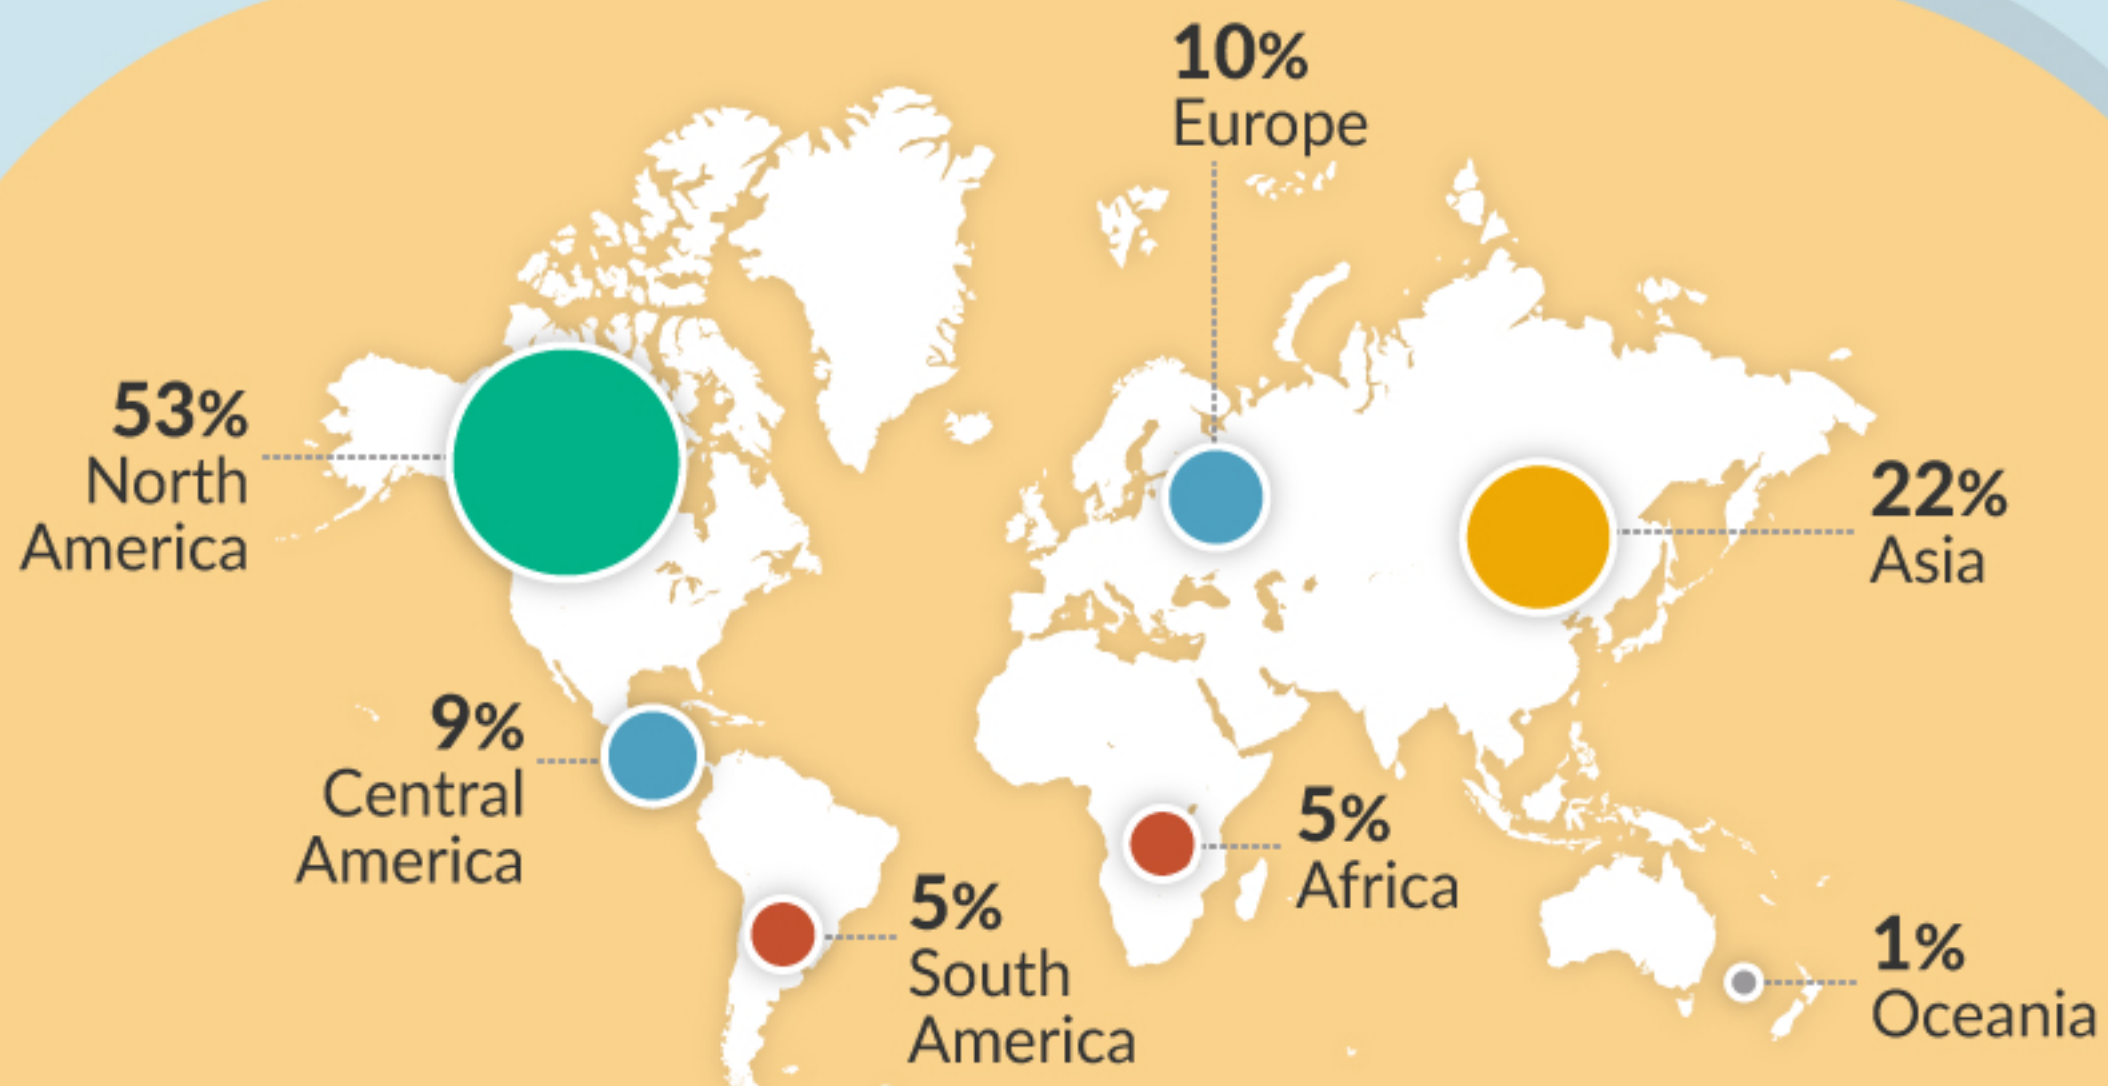 10%
Europe
53%
North
America
22%
Asia
9%
Central
America
5%
Africa
5%
South
America
1%
Oceania